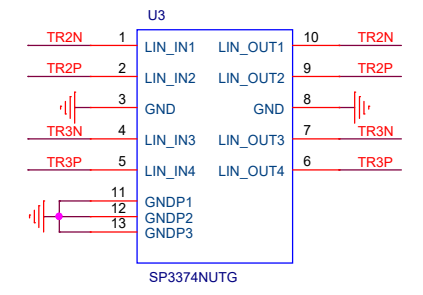 U3
TR2N 1 LIN_IN1 LIN_OUT1 10 TR2N
TR2P 2 LIN_IN2 LIN_OUT2 9 TR2P
3 GND GND 8
TR3N 4 LIN_IN3 LIN_OUT3 7 TR3N
TR3P 5 LIN_IN4 LIN_OUT4 6 TR3P
11 GNDP1
12 GNDP2
13 GNDP3
SP3374NUTG